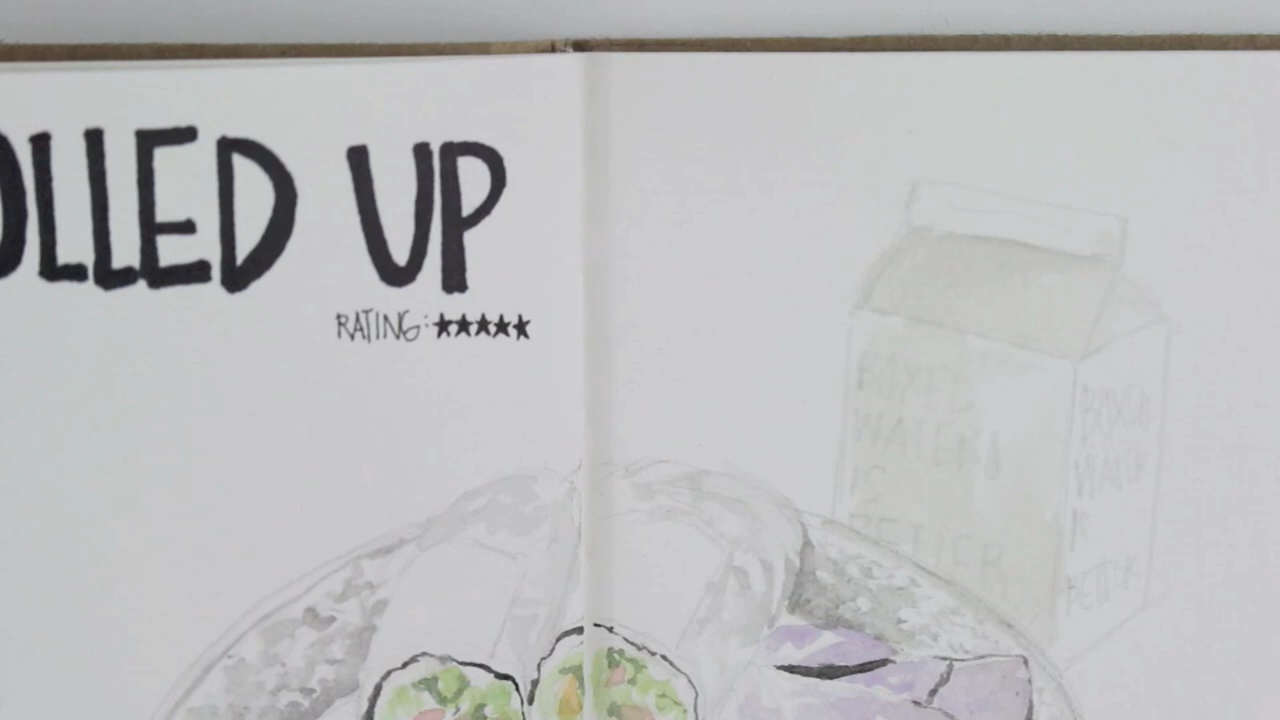 OLLED UP
RATING: ★★★★★
BOXED
WATER
IS
BETTER
BOXED
WATER
IS
BETTER